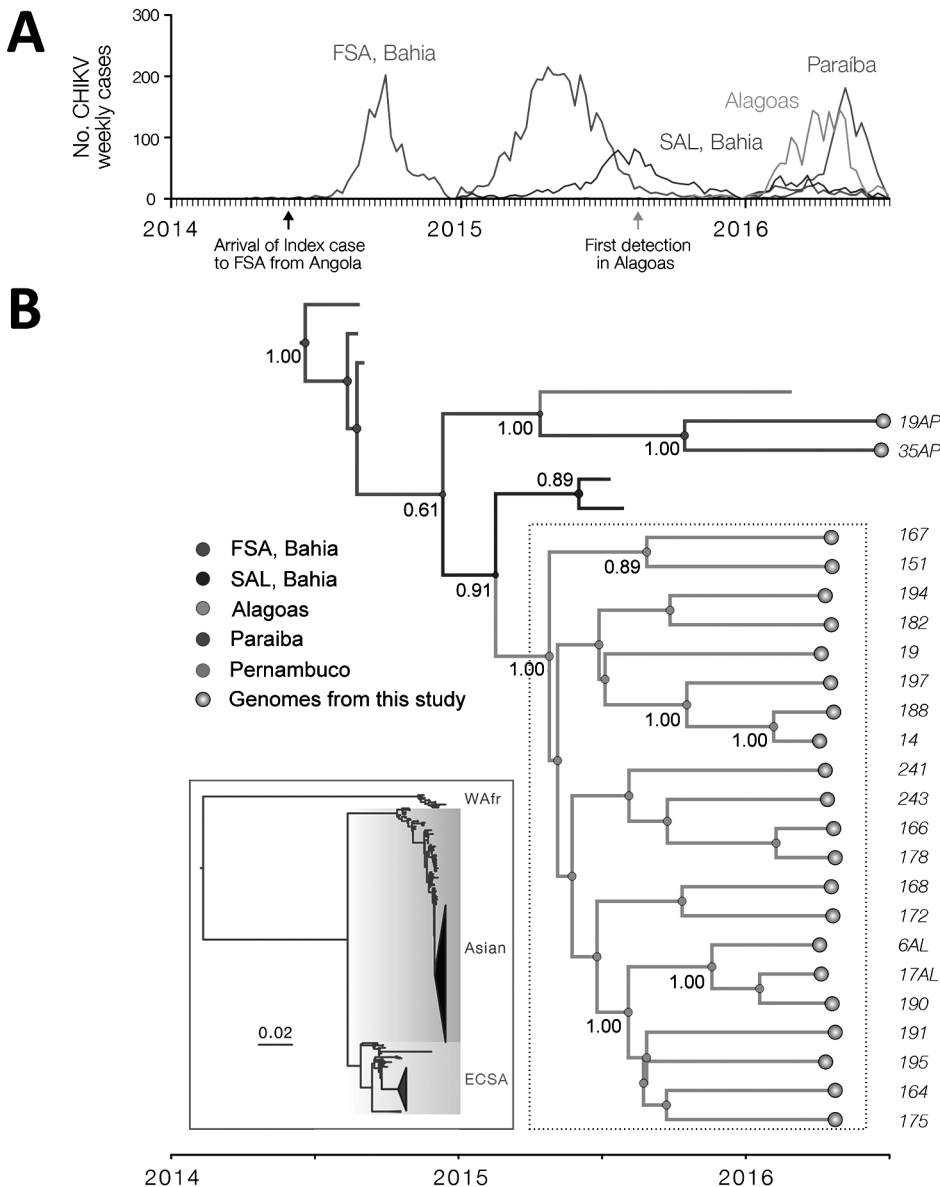 A
No. CHIKV
weekly cases
300
200
100
0
FSA, Bahia
SAL, Bahia
Alagoas
Paraíba
2014
2015
2016
Arrival of Index case
to FSA from Angola
First detection
in Alagoas
B
1.00
1.00
1.00
19AP
35AP
0.61
0.89
0.91
1.00
0.89
1.00
1.00
1.00
1.00
FSA, Bahia
SAL, Bahia
Alagoas
Paraiba
Pernambuco
Genomes from this study
167
151
194
182
19
197
188
14
241
243
166
178
168
172
6AL
17AL
190
191
195
164
175
WAfr
Asian
ECSA
0.02
2014
2015
2016